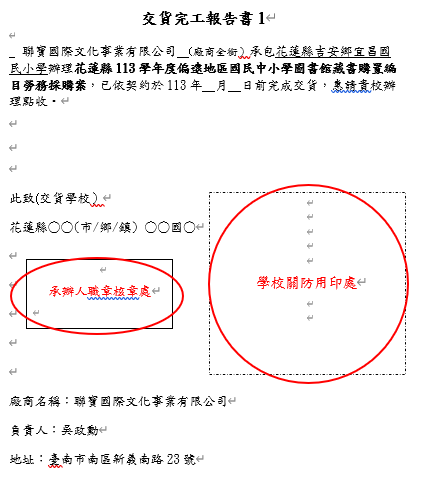 交貨完工報告書1
聯寶國際文化事業有限公司 (廠商全銜)承包花蓮縣吉安鄉宜昌國
民小學辦理花蓮縣113學年度偏遠地區國民中小學圖書館藏書購置編
目勞務採購案，已依契約於113年__月__日前完成交貨，惠請貴校辦
理點收。
此致(交貨學校)
花蓮縣○○(市/鄉/鎮) ○○國○
承辦人職章核章處
學校關防用印處
廠商名稱：聯寶國際文化事業有限公司
負責人：吳政勳
地址：臺南市南區新義南路23號